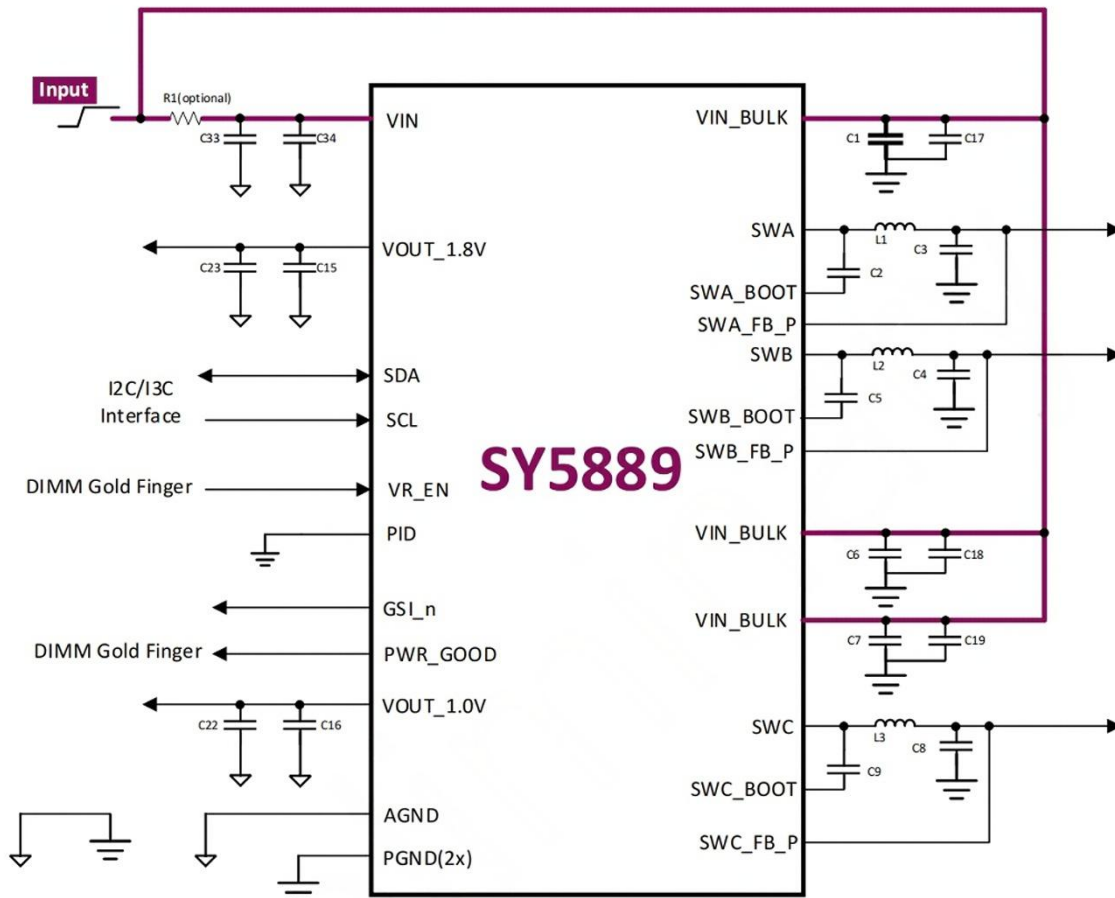 Input
R1(optional)
VIN
C33
C34
VOUT_1.8V
C23
C15
I2C/I3C
Interface
SDA
SCL
DIMM Gold Finger
VR_EN
PID
GSI_n
DIMM Gold Finger
PWR_GOOD
VOUT_1.0V
C22
C16
AGND
PGND(2x)
SY5889
VIN_BULK
C1
C17
SWA
L1
C3
C2
SWA_BOOT
SWA_FB_P
SWB
L2
C4
C5
SWB_BOOT
SWB_FB_P
VIN_BULK
C6
C18
VIN_BULK
C7
C19
SWC
L3
C8
C9
SWC_BOOT
SWC_FB_P